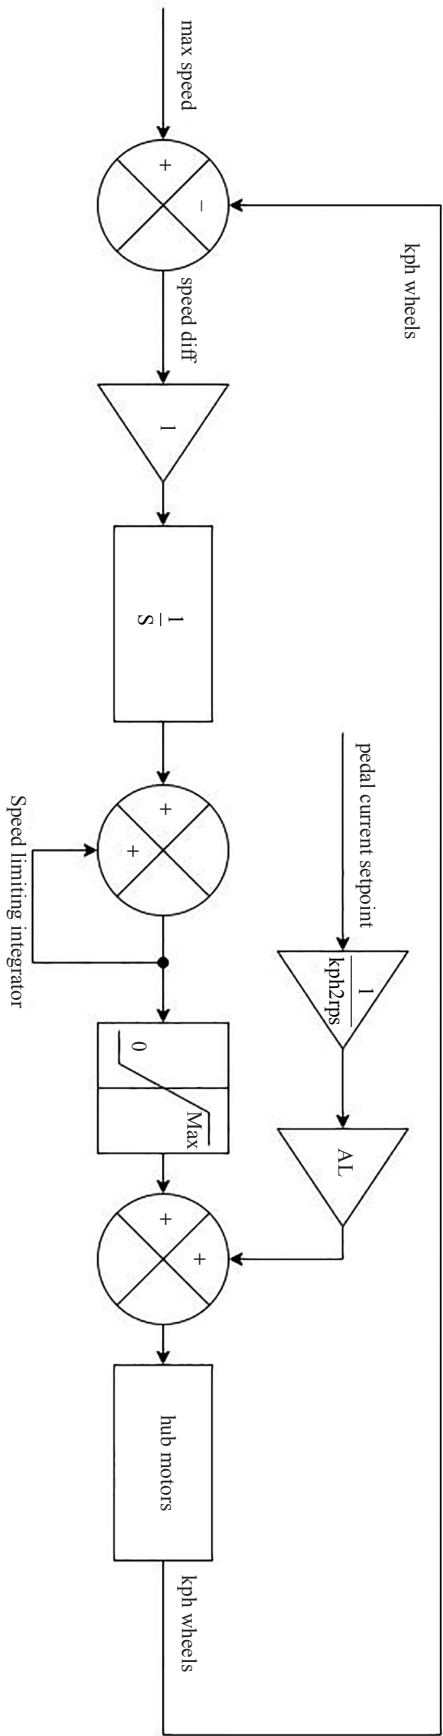 kph wheels
max speed
+
−
speed diff
1
1
S
+
+
Speed limiting integrator
pedal current setpoint
1
kph2rps
AL
0
Max
+
+
hub motors
kph wheels